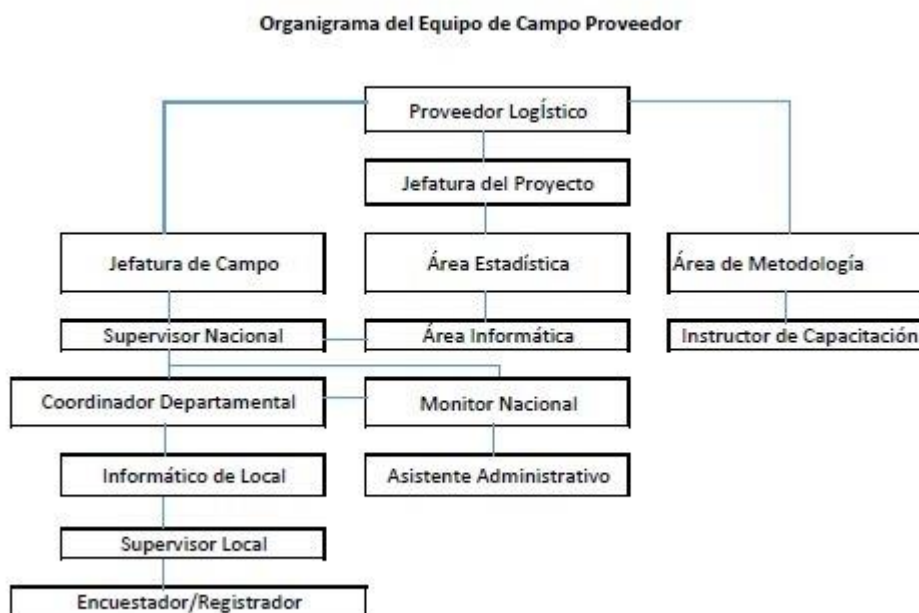 Organigrama del Equipo de Campo Proveedor
Proveedor Logístico
Jefatura del Proyecto
Jefatura de Campo
Área Estadística
Área de Metodología
Supervisor Nacional
Área Informática
Instructor de Capacitación
Coordinador Departamental
Monitor Nacional
Informático de Local
Asistente Administrativo
Supervisor Local
Encuestador/Registrador